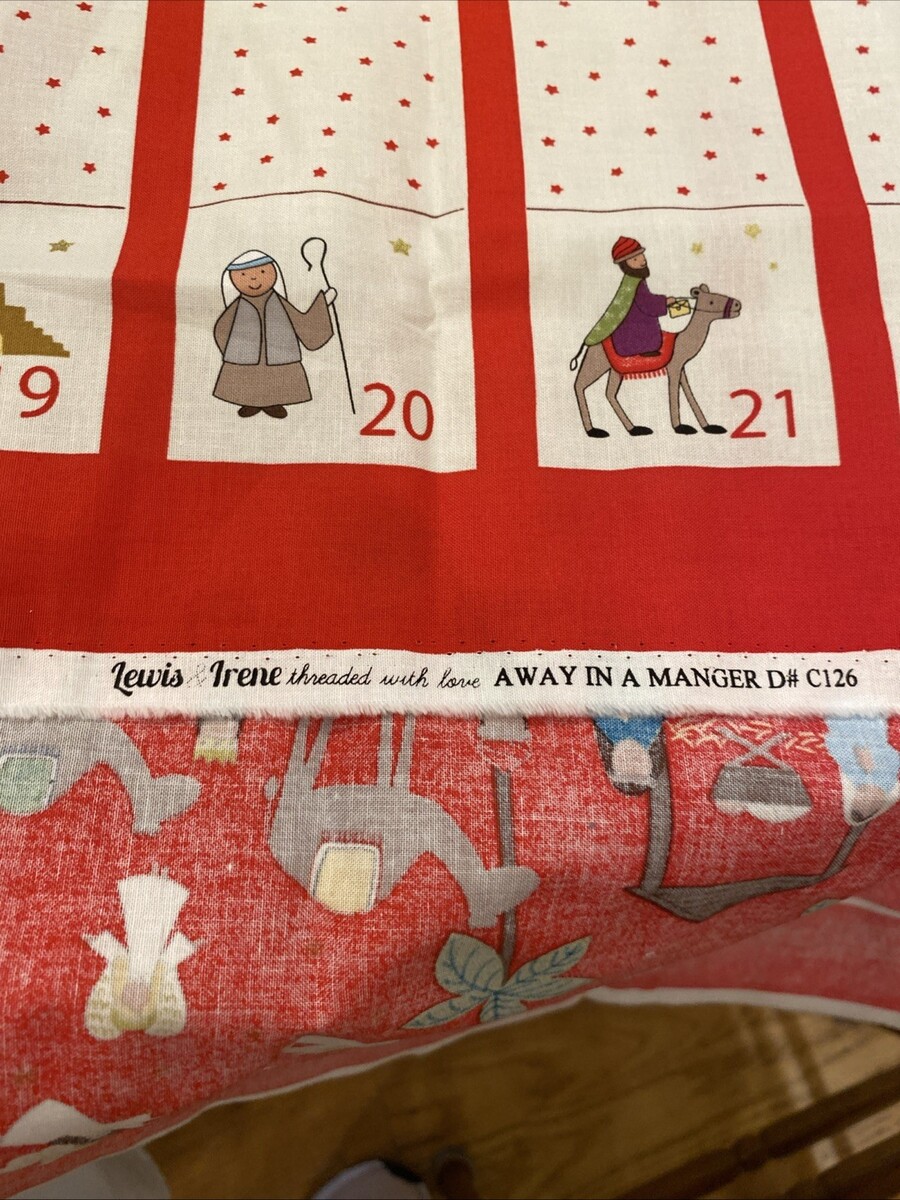 19
20
21
Lewis & Irene threaded with love AWAY IN A MANGER D# C126